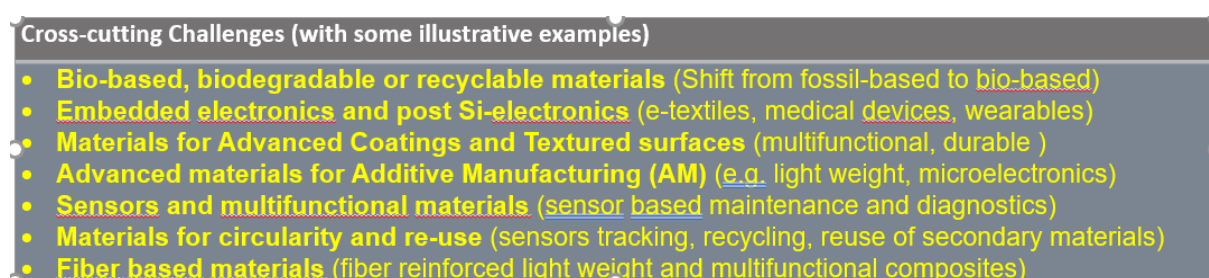 Cross-cutting Challenges (with some illustrative examples)
• Bio-based, biodegradable or recyclable materials (Shift from fossil-based to bio-based)
• Embedded electronics and post Si-electronics (e-textiles, medical devices, wearables)
• Materials for Advanced Coatings and Textured surfaces (multifunctional, durable )
• Advanced materials for Additive Manufacturing (AM) (e.g. light weight, microelectronics)
• Sensors and multifunctional materials (sensor based maintenance and diagnostics)
• Materials for circularity and re-use (sensors tracking, recycling, reuse of secondary materials)
• Fiber based materials (fiber reinforced light weight and multifunctional composites)